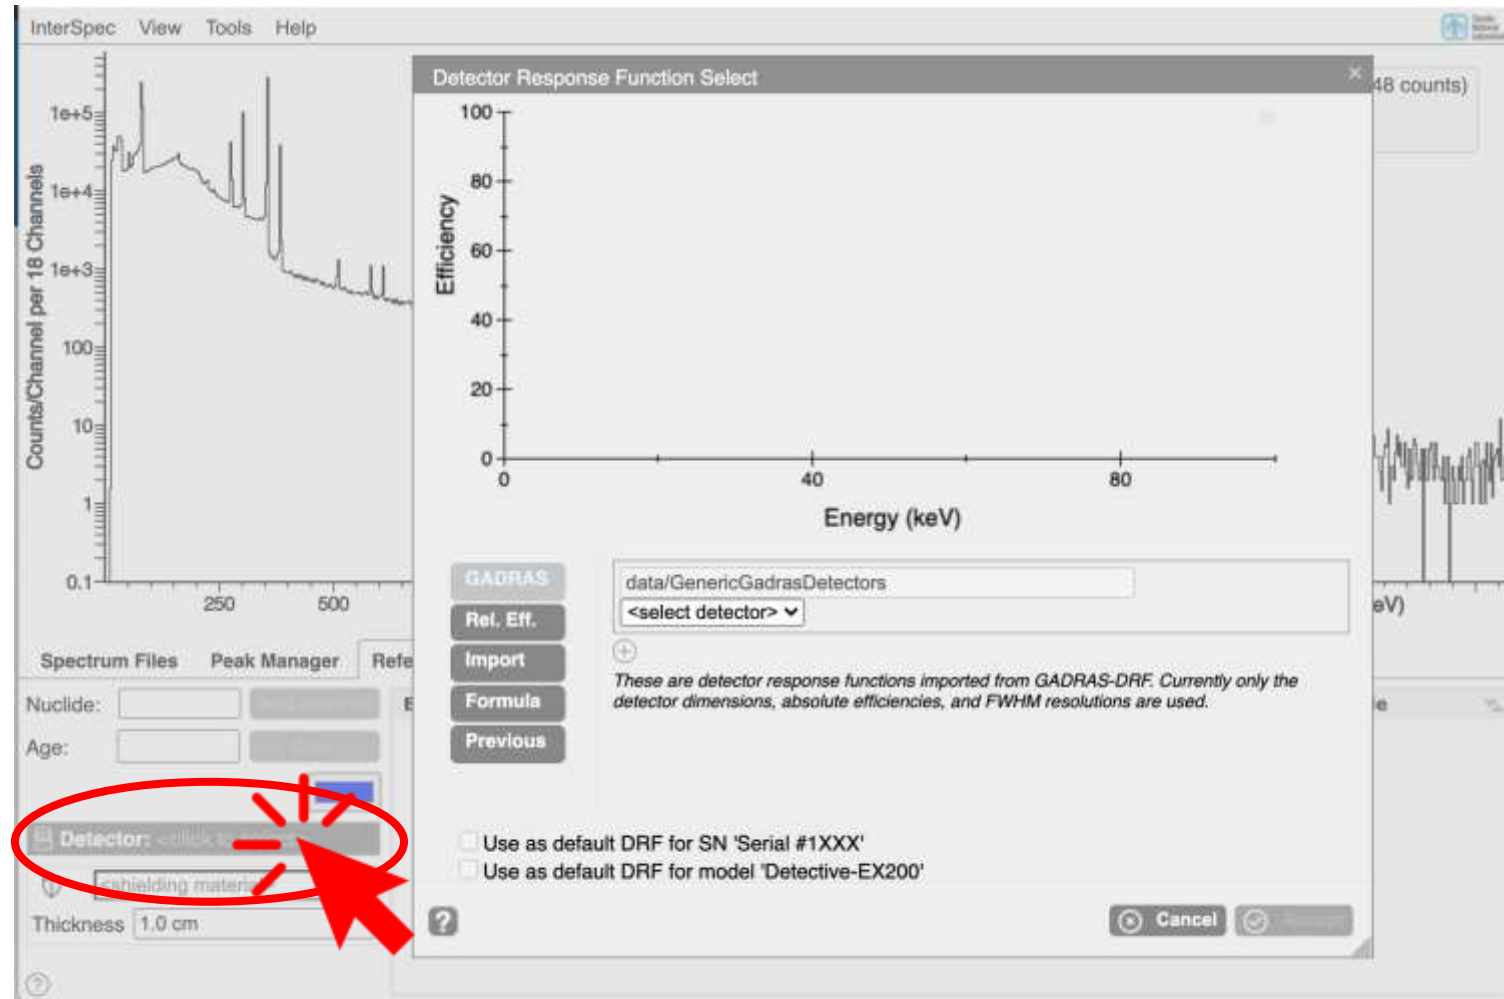 InterSpec View Tools Help
48 counts)
Detector Response Function Select
×
Counts/Channel per 18 Channels
1e+5
1e+4
1e+3
100
10
1
0.1
250 500
Efficiency
100
80
60
40
20
0
0 40 80
Energy (keV)
eV)
GADRAS
Rel. Eff.
Import
Formula
Previous
data/GenericGadrasDetectors
<select detector>
These are detector response functions imported from GADRAS-DRF. Currently only the
detector dimensions, absolute efficiencies, and FWHM resolutions are used.
Spectrum Files Peak Manager Refe
Nuclide:
Age:
Detector: <click to
<shielding material
Thickness 1.0 cm
Use as default DRF for SN 'Serial #1XXX'
Use as default DRF for model 'Detective-EX200'
?
Cancel
?